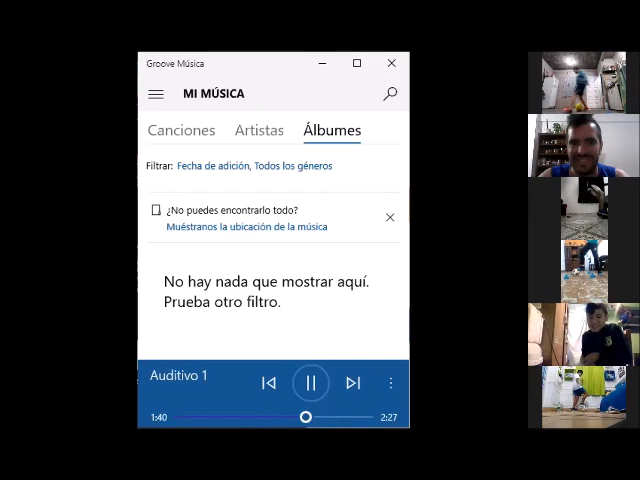 Groove Música
MI MÚSICA
Canciones Artistas Álbumes
Filtrar: Fecha de adición, Todos los géneros
¿No puedes encontrarlo todo?
Muéstranos la ubicación de la música
No hay nada que mostrar aquí.
Prueba otro filtro.
Auditivo 1
1:40 2:27